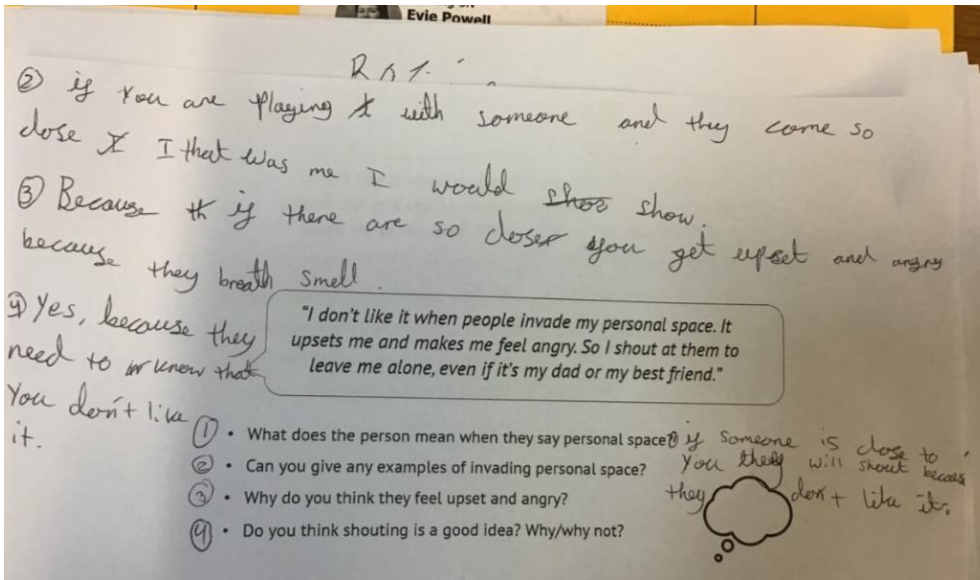 Evie Powell
② if you are playing with someone and they come so
close I that was me I would show.
③ Because if there are so closer you get upset and angry
because they breath smell.
④ Yes, because they
need to know that
You don't like
it.
"I don't like it when people invade my personal space. It
upsets me and makes me feel angry. So I shout at them to
leave me alone, even if it's my dad or my best friend."
① • What does the person mean when they say personal space?
② • Can you give any examples of invading personal space?
③ • Why do you think they feel upset and angry?
④ • Do you think shouting is a good idea? Why/why not?
if someone is close to
you they will shout because
they don't like it.